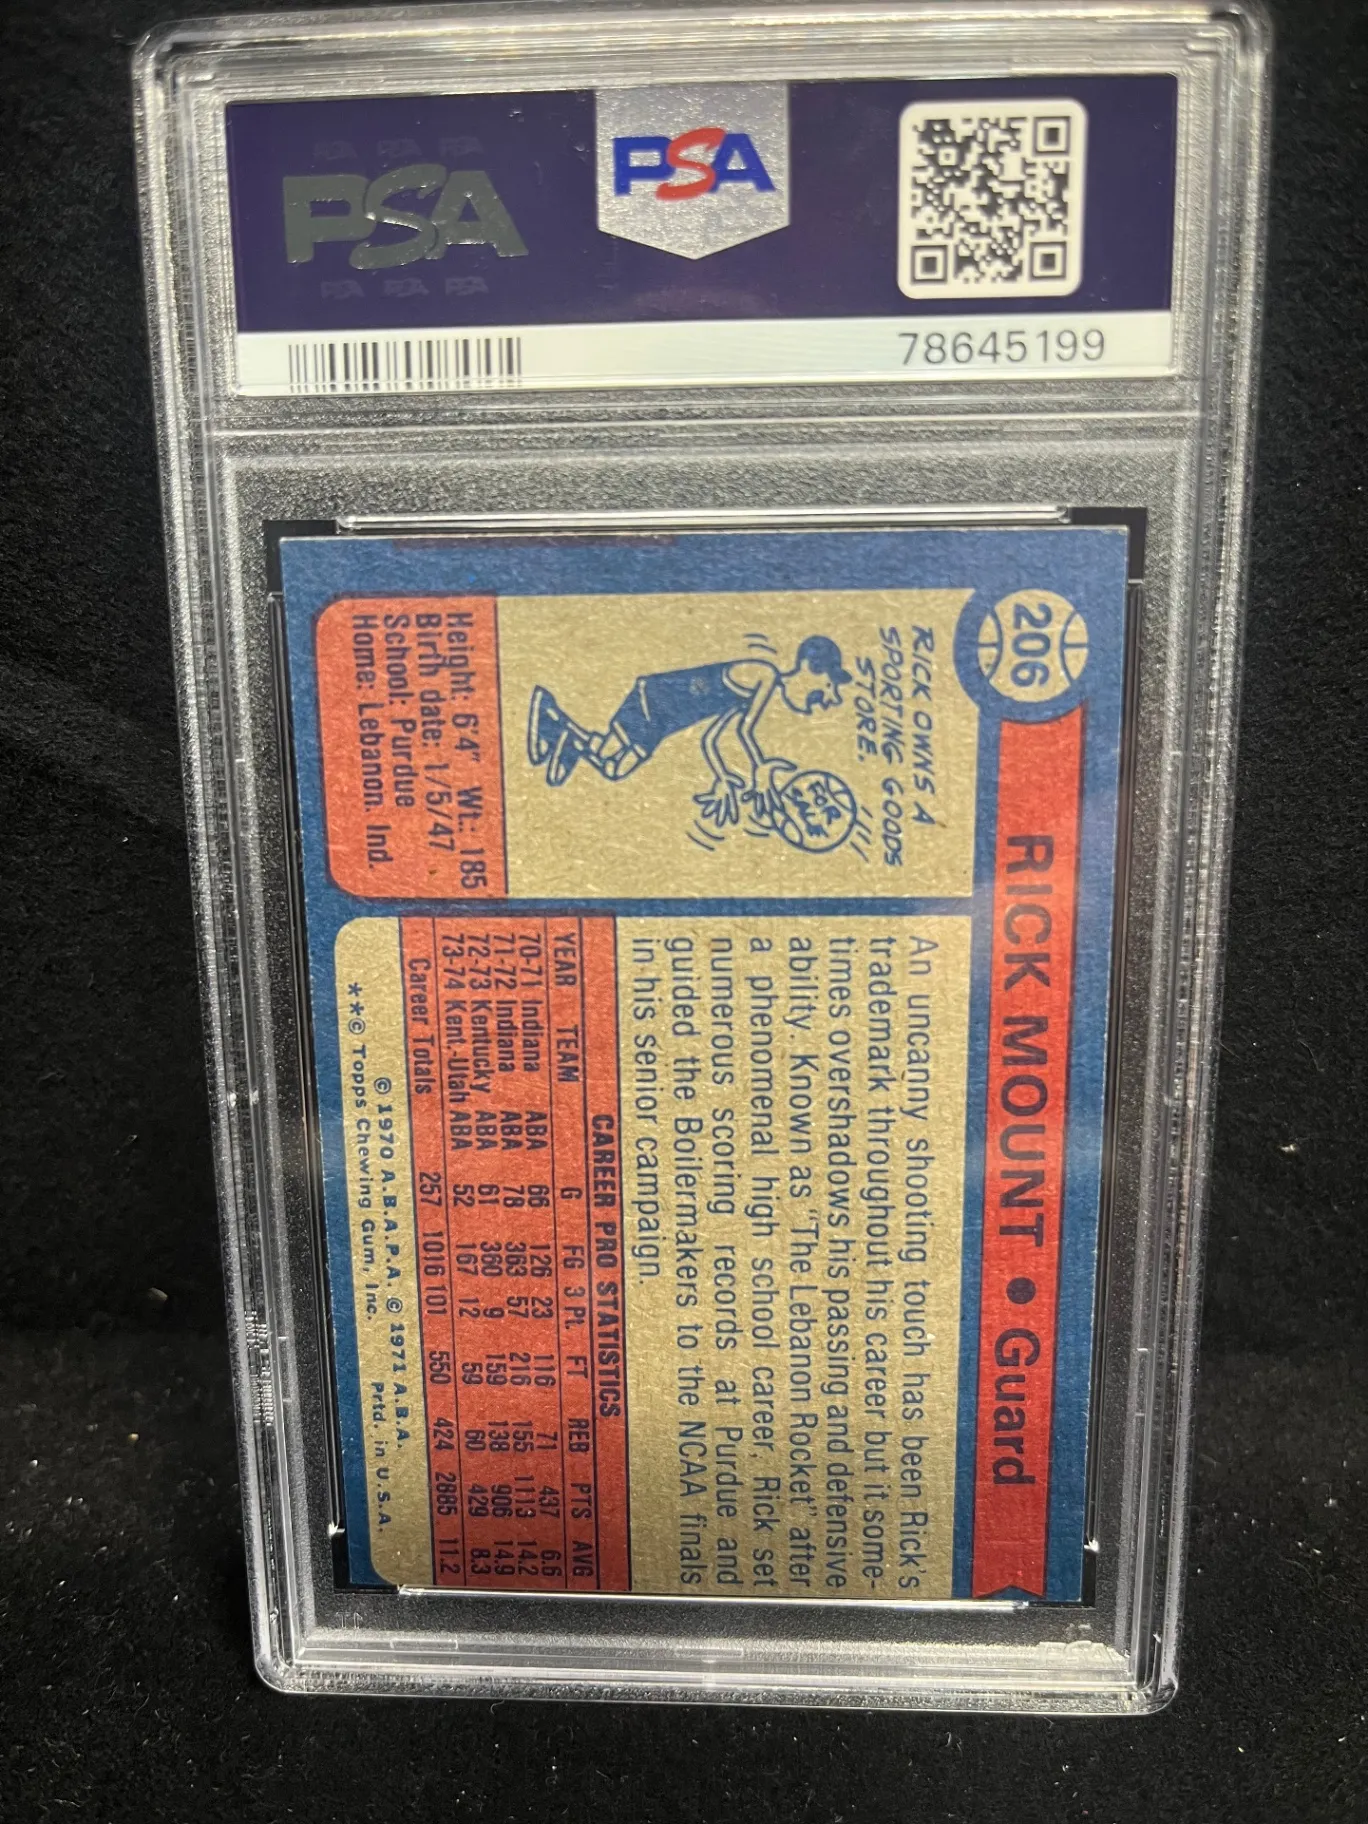 PSA
PSA
78645199
206
RICK MOUNT • Guard
RICK OWNS A
SPORTING GOODS
STORE.
FOR
SALE
Height: 6'4" Wt.: 185
Birth date: 1/5/47
School: Purdue
Home: Lebanon, Ind.
An uncanny shooting touch has been Rick's
trademark throughout his career but it some-
times overshadows his passing and defensive
ability. Known as "The Lebanon Rocket" after
a phenomenal high school career, Rick set
numerous scoring records at Purdue and
guided the Boilermakers to the NCAA finals
in his senior campaign.
CAREER PRO STATISTICS
YEAR TEAM G FG 3 Pt. FT REB PTS AVG
70-71 Indiana ABA 66 126 23 116 71 437 6.6
71-72 Indiana ABA 78 363 57 216 155 1113 14.2
72-73 Kentucky ABA 61 360 9 159 138 906 14.9
73-74 Kent.-Utah ABA 52 167 12 59 60 429 8.3
Career Totals 257 1016 101 550 424 2885 11.2
© 1970 A.B.A.P.A. © 1971 A.B.A.
**© Topps Chewing Gum, Inc. Prtd. in U.S.A.